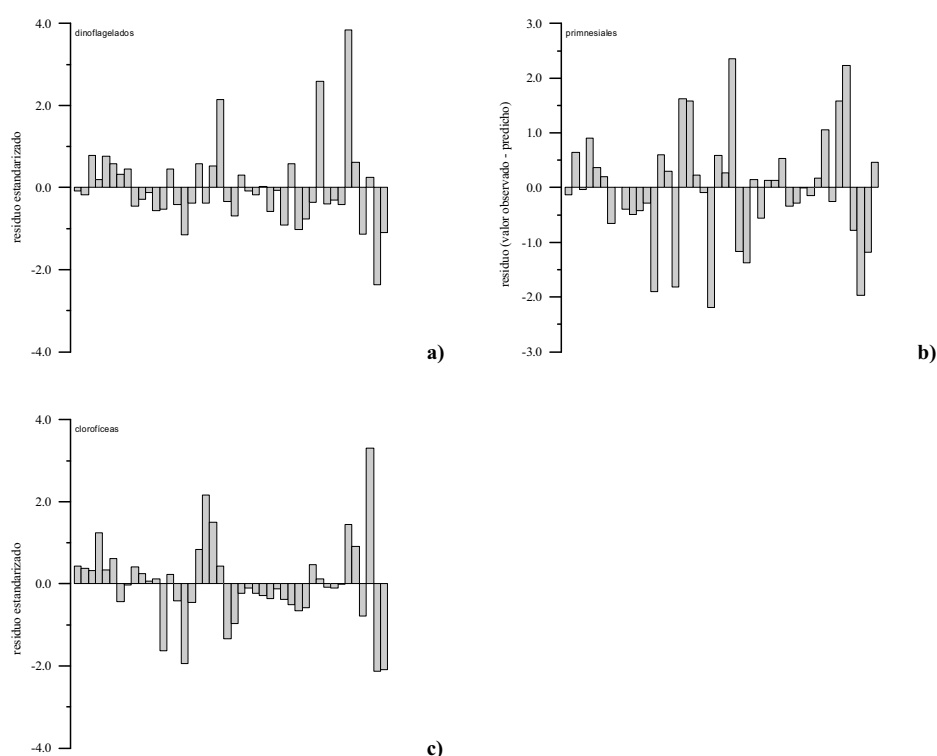 4.0
dinoflagelados
2.0
0.0
-2.0
-4.0
residuo estandarizado
a)
3.0
primnesiales
2.0
1.0
0.0
-1.0
-2.0
-3.0
residuo (valor observado - predicho)
b)
4.0
clorofíceas
2.0
0.0
-2.0
-4.0
residuo estandarizado
c)